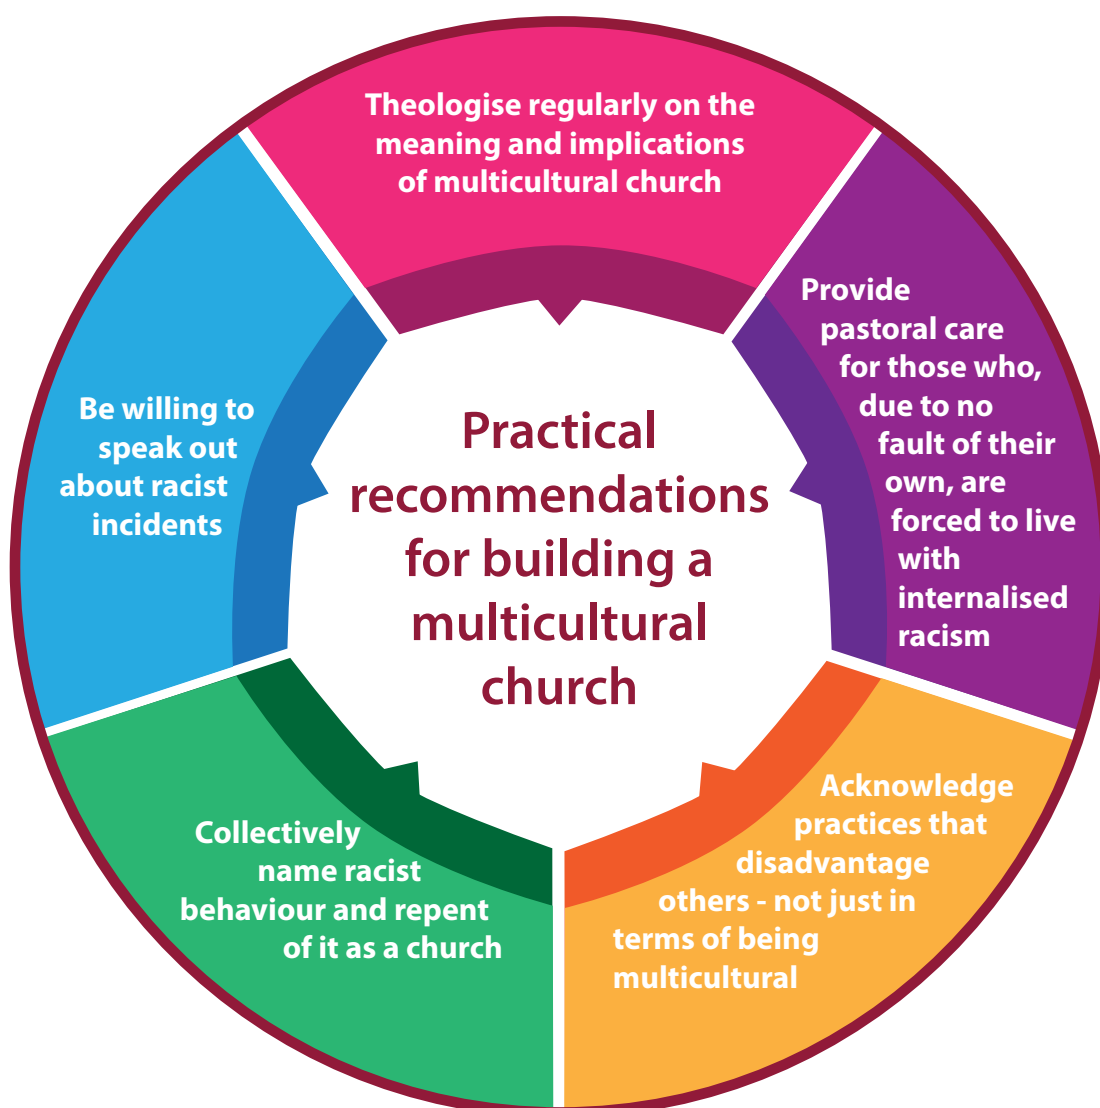 Theologise regularly on the
meaning and implications
of multicultural church
Provide
pastoral care
for those who,
due to no
fault of their
own, are
forced to live
with
internalised
racism
Acknowledge
practices that
disadvantage
others - not just in
terms of being
multicultural
Collectively
name racist
behaviour and repent
of it as a church
Be willing to
speak out
about racist
incidents
Practical
recommendations
for building a
multicultural
church